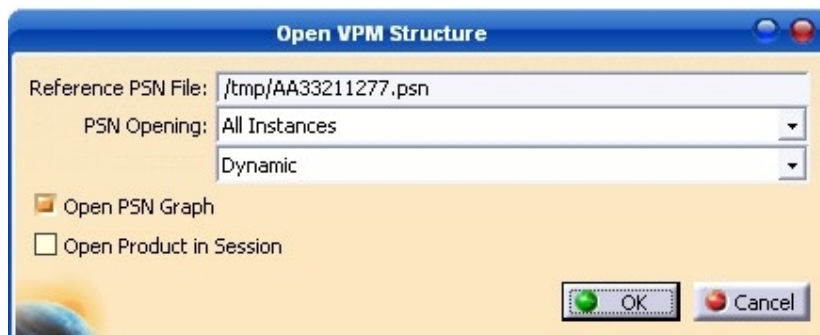 Open VPM Structure
Reference PSN File: /tmp/AA33211277.psn
PSN Opening: All Instances
Dynamic
Open PSN Graph
Open Product in Session
OK Cancel